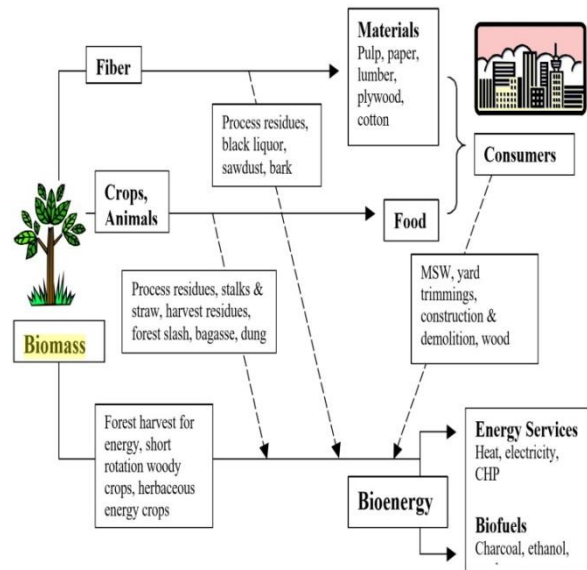 Fiber
Materials
Pulp, paper,
lumber,
plywood,
cotton
Process residues,
black liquor,
sawdust, bark
Consumers
Crops,
Animals
Food
Process residues, stalks &
straw, harvest residues,
forest slash, bagasse, dung
MSW, yard
trimmings,
construction &
demolition, wood
Biomass
Forest harvest for
energy, short
rotation woody
crops, herbaceous
energy crops
Bioenergy
Energy Services
Heat, electricity,
CHP
Biofuels
Charcoal, ethanol,